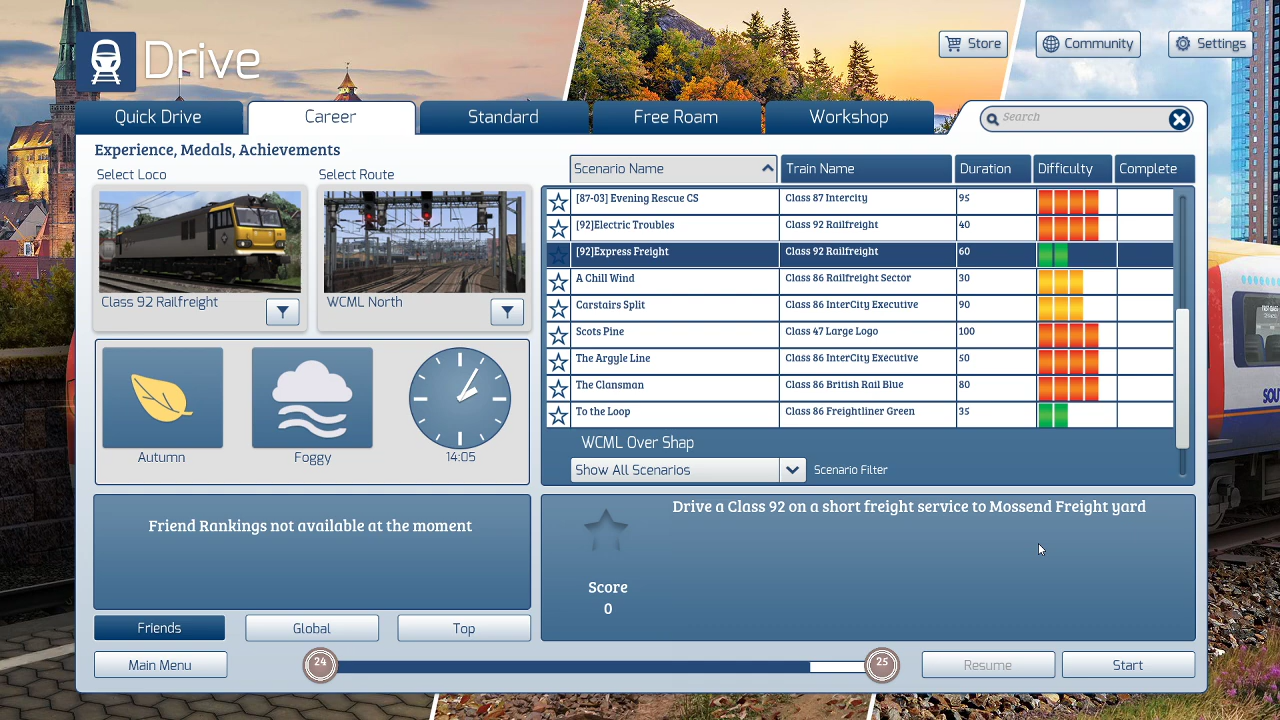 Drive
Store
Community
Settings
Quick Drive
Career
Standard
Free Roam
Workshop
Search
Experience, Medals, Achievements
Select Loco
Select Route
Class 92 Railfreight
WCML North
Autumn
Foggy
14:05
Scenario Name Train Name Duration Difficulty Complete
[87-03] Evening Rescue CS Class 87 Intercity 95
[92]Electric Troubles Class 92 Railfreight 40
[92]Express Freight Class 92 Railfreight 60
A Chill Wind Class 86 Railfreight Sector 30
Carstairs Split Class 86 InterCity Executive 90
Scots Pine Class 47 Large Logo 100
The Argyle Line Class 86 InterCity Executive 50
The Clansman Class 86 British Rail Blue 80
To the Loop Class 86 Freightliner Green 35
WCML Over Shap
Show All Scenarios Scenario Filter
Friend Rankings not available at the moment
Drive a Class 92 on a short freight service to Mossend Freight yard
Score
0
Friends
Global
Top
Main Menu
24
25
Resume
Start
SOU